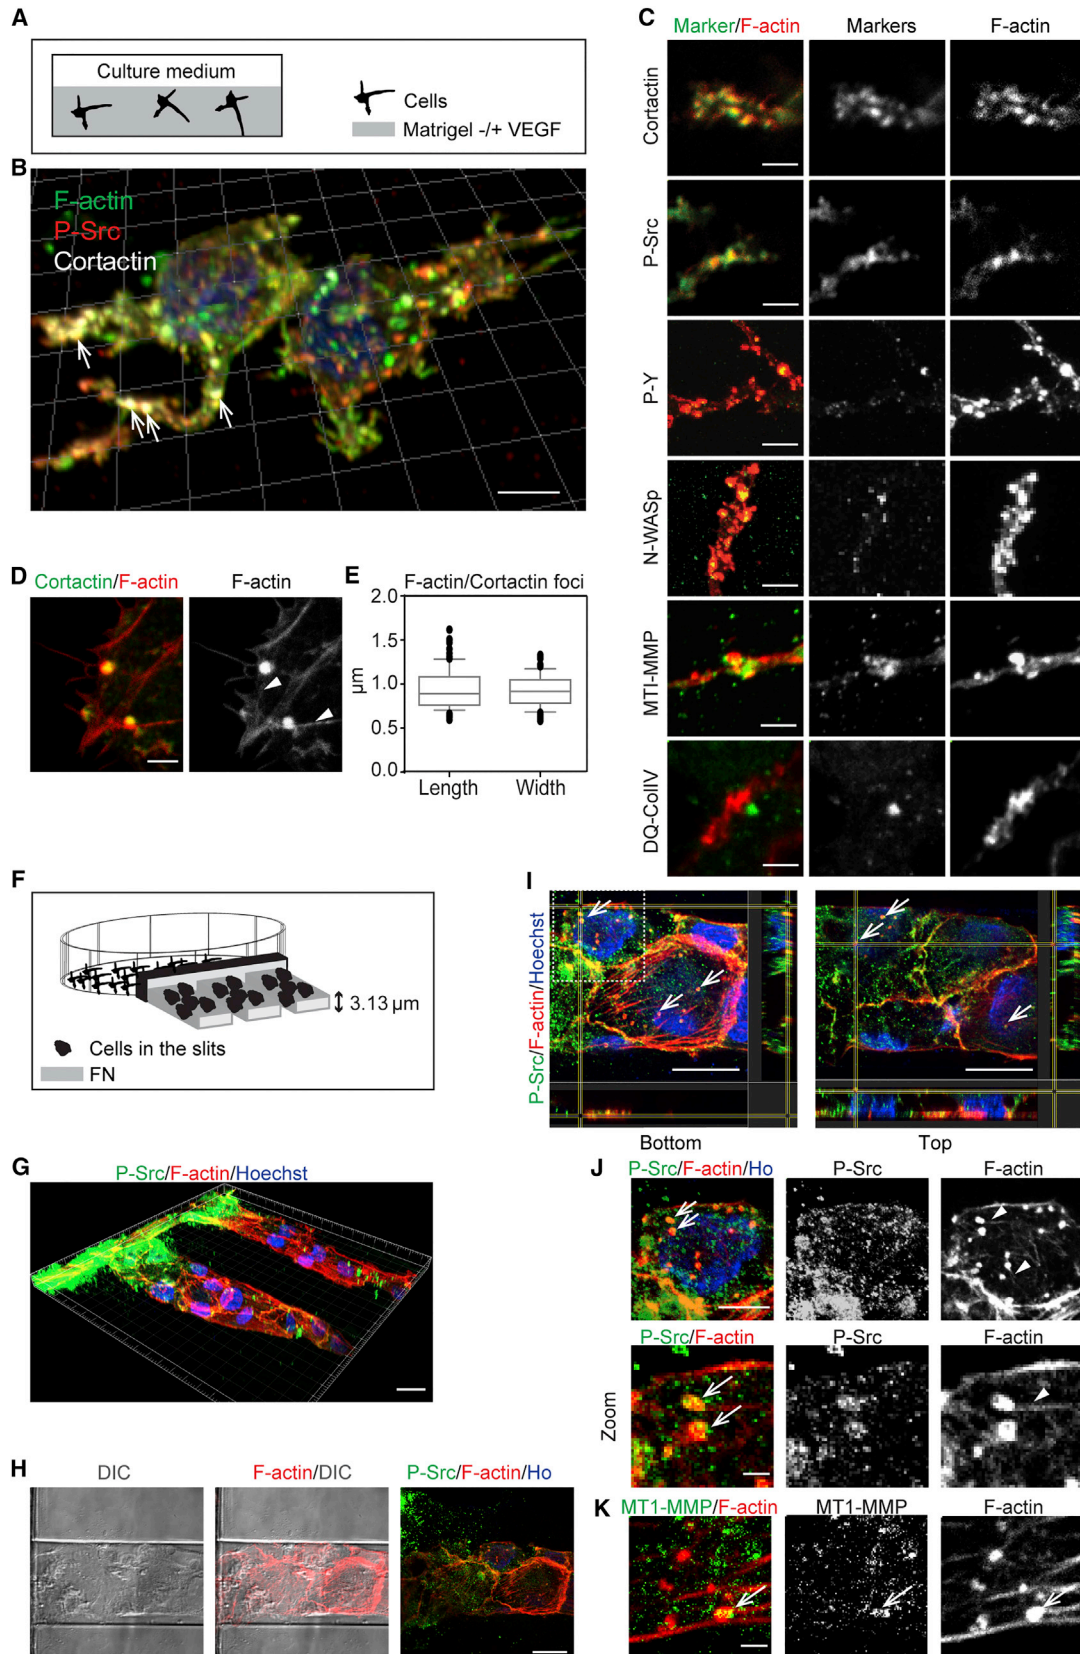 A
Culture medium
Cells
Matrigel -/+ VEGF
B
F-actin
P-Src
Cortactin
C
Marker/F-actin
Markers
F-actin
Cortactin
P-Src
P-Y
N-WASp
MTI-MMP
DQ-ColIV
D
Cortactin/F-actin
F-actin
E
F-actin/Cortactin foci
µm
2.0
1.5
1.0
0.5
0.0
Length
Width
F
3.13 µm
Cells in the slits
FN
G
P-Src/F-actin/Hoechst
H
DIC
F-actin/DIC
P-Src/F-actin/Ho
I
P-Src/F-actin/Hoechst
Bottom
Top
J
P-Src/F-actin/Ho
P-Src
F-actin
Zoom
P-Src/F-actin
P-Src
F-actin
K
MT1-MMP/F-actin
MT1-MMP
F-actin